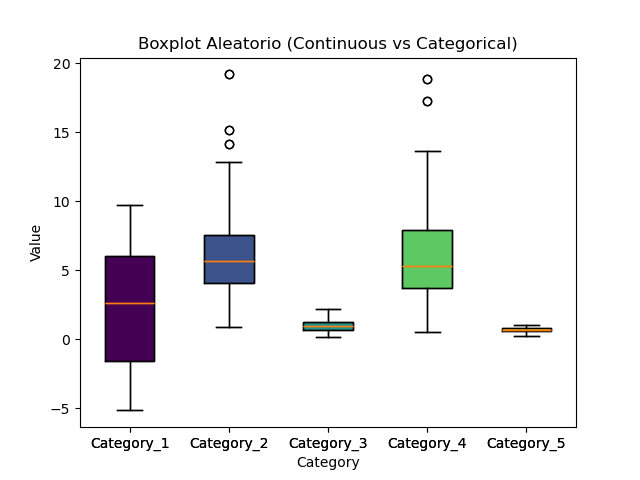 Boxplot Aleatorio (Continuous vs Categorical)
20
15
10
5
0
−5
Value
Category_1 Category_2 Category_3 Category_4 Category_5
Category